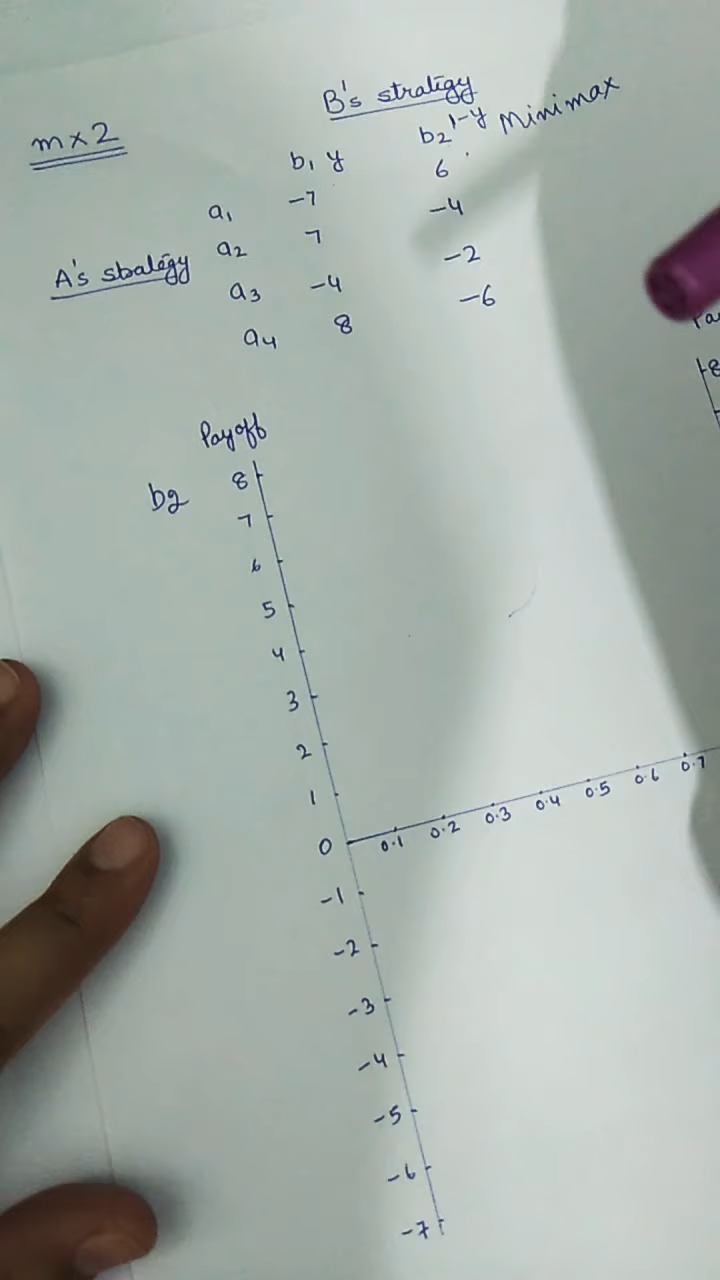 B's strategy
m x 2
b₁ y b₂ 1-y Minimax
a₁ -7 6
a₂ 7 -4
A's strategy
a₃ -4 -2
a₄ 8 -6
Payoff
b2
8
7
6
5
4
3
2
1
0 0.1 0.2 0.3 0.4 0.5 0.6 0.7
-1
-2
-3
-4
-5
-6
-7
8